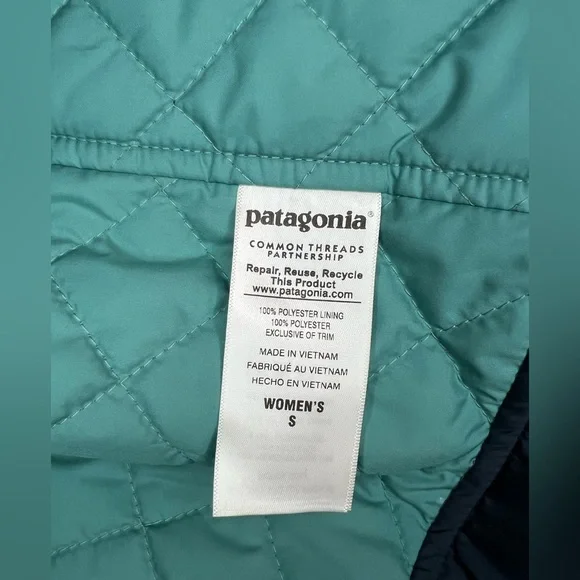 patagonia®
COMMON THREADS
PARTNERSHIP
Repair, Reuse, Recycle
This Product
www.patagonia.com
100% POLYESTER LINING
100% POLYESTER
EXCLUSIVE OF TRIM
MADE IN VIETNAM
FABRIQUÉ AU VIETNAM
HECHO EN VIETNAM
WOMEN'S
S